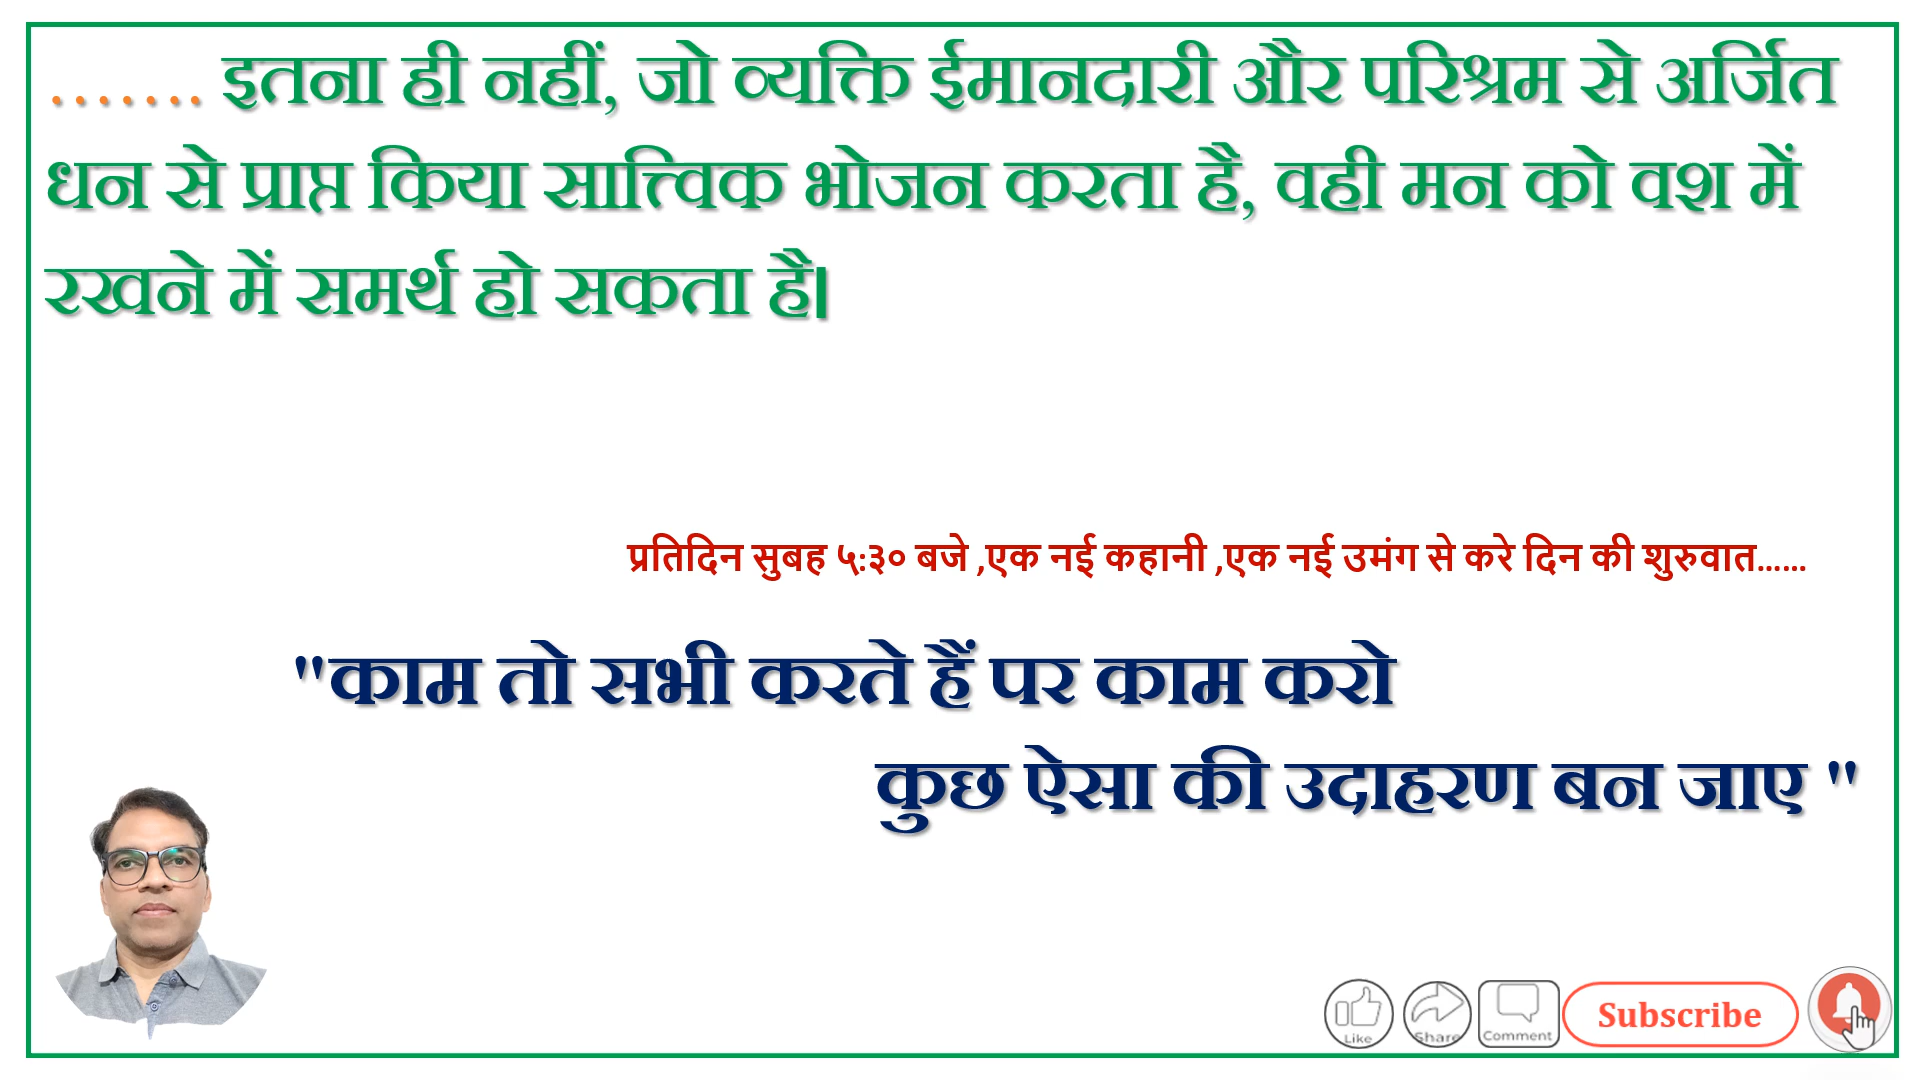 ....... इतना ही नहीं, जो व्यक्ति ईमानदारी और परिश्रम से अर्जित
धन से प्राप्त किया सात्त्विक भोजन करता है, वही मन को वश में
रखने में समर्थ हो सकता है।
प्रतिदिन सुबह ५:३० बजे ,एक नई कहानी ,एक नई उमंग से करे दिन की शुरुवात......
"काम तो सभी करते हैं पर काम करो
कुछ ऐसा की उदाहरण बन जाए "
Like Share Comment Subscribe